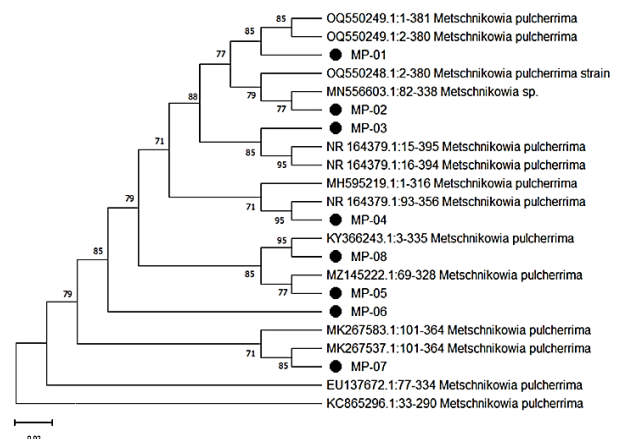 OQ550249.1:1-381 Metschnikowia pulcherrima
85
OQ550249.1:2-380 Metschnikowia pulcherrima
85
MP-01
77
OQ550248.1:2-380 Metschnikowia pulcherrima strain
79
MN556603.1:82-338 Metschnikowia sp.
77
MP-02
88
MP-03
85
NR 164379.1:15-395 Metschnikowia pulcherrima
95
NR 164379.1:16-394 Metschnikowia pulcherrima
71
MH595219.1:1-316 Metschnikowia pulcherrima
71
NR 164379.1:93-356 Metschnikowia pulcherrima
95
MP-04
79
KY366243.1:3-335 Metschnikowia pulcherrima
95
MP-08
85
MZ145222.1:69-328 Metschnikowia pulcherrima
77
MP-05
85
MP-06
79
MK267583.1:101-364 Metschnikowia pulcherrima
71
MK267537.1:101-364 Metschnikowia pulcherrima
85
MP-07
EU137672.1:77-334 Metschnikowia pulcherrima
KC865296.1:33-290 Metschnikowia pulcherrima